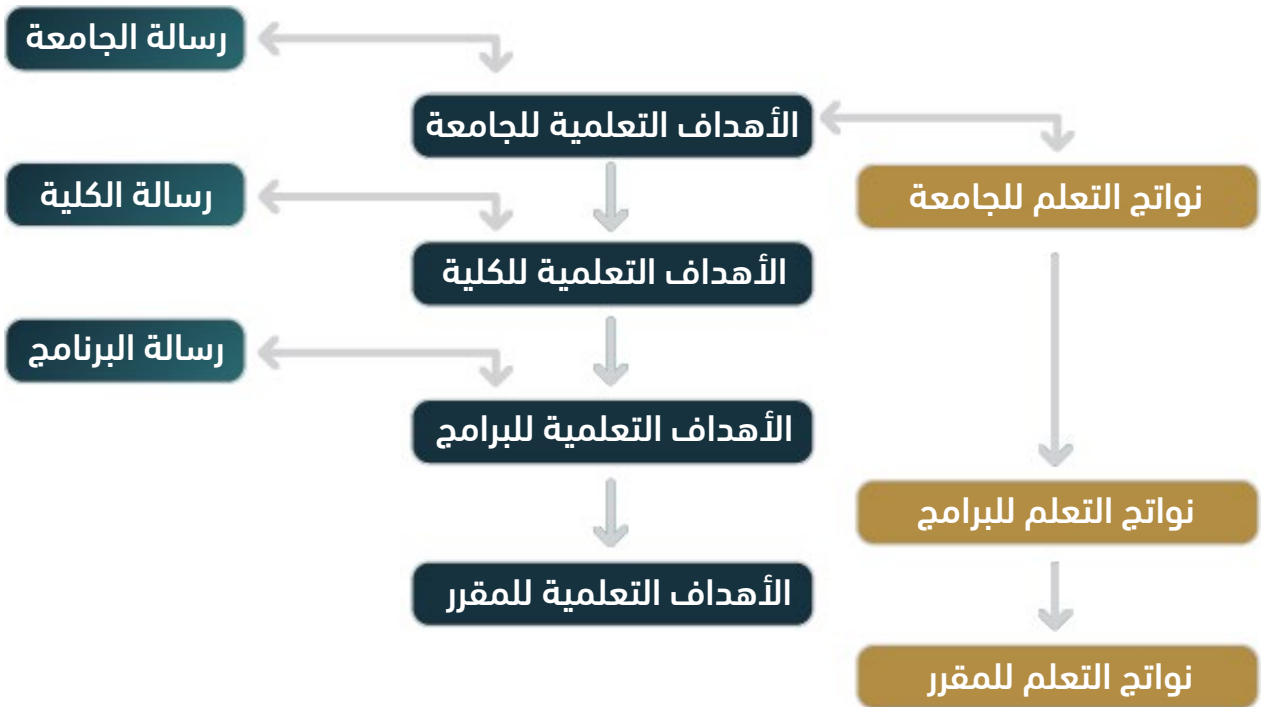 رسالة الجامعة
الأهداف التعلمية للجامعة
نواتج التعلم للجامعة
رسالة الكلية
الأهداف التعلمية للكلية
رسالة البرنامج
الأهداف التعلمية للبرامج
نواتج التعلم للبرامج
الأهداف التعلمية للمقرر
نواتج التعلم للمقرر